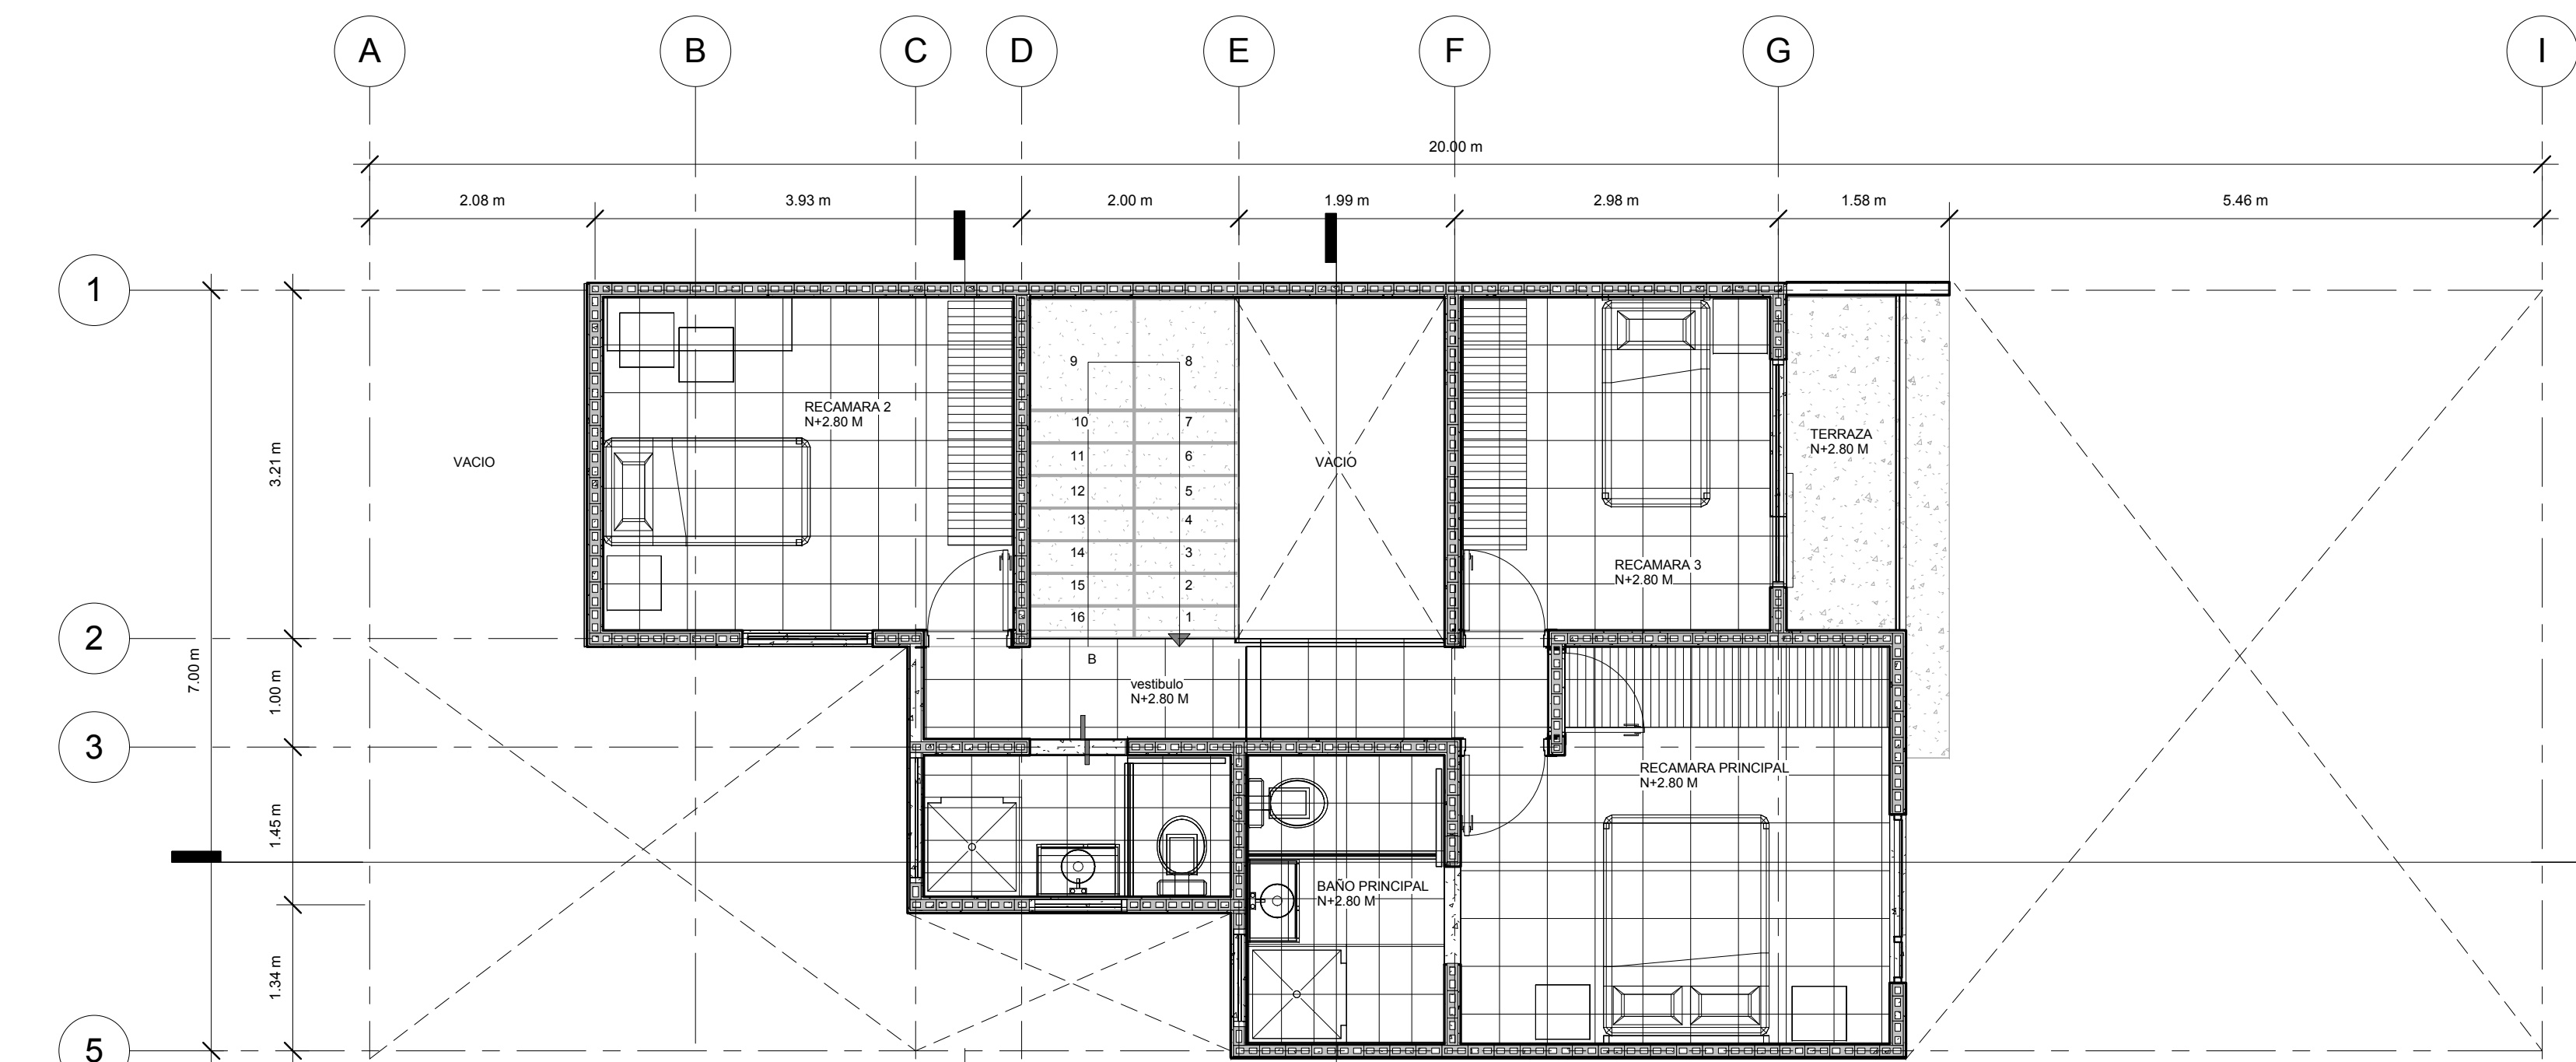 A B C D E F G I
20.00 m
2.08 m 3.93 m 2.00 m 1.99 m 2.98 m 1.58 m 5.46 m
1
9 8
RECAMARA 2
N+2.80 M
10 7
TERRAZA
N+2.80 M
VACIO
11 6
VACIO
3.21 m
12 5
13 4
14 3
RECAMARA 3
N+2.80 M
15 2
16 1
2
B
7.00 m
1.00 m
vestibulo
N+2.80 M
3
RECAMARA PRINCIPAL
N+2.80 M
1.45 m
BAÑO PRINCIPAL
N+2.80 M
1.34 m
5